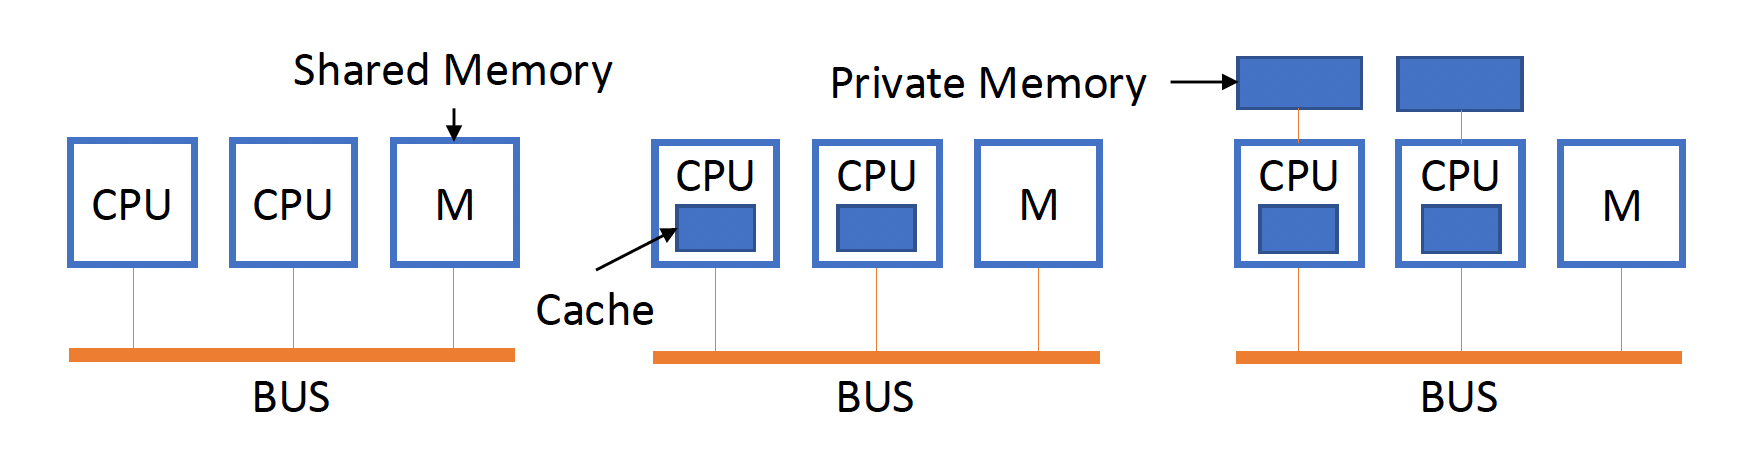 Shared Memory
CPU
CPU
M
BUS
Cache
CPU
CPU
M
BUS
Private Memory
CPU
CPU
M
BUS